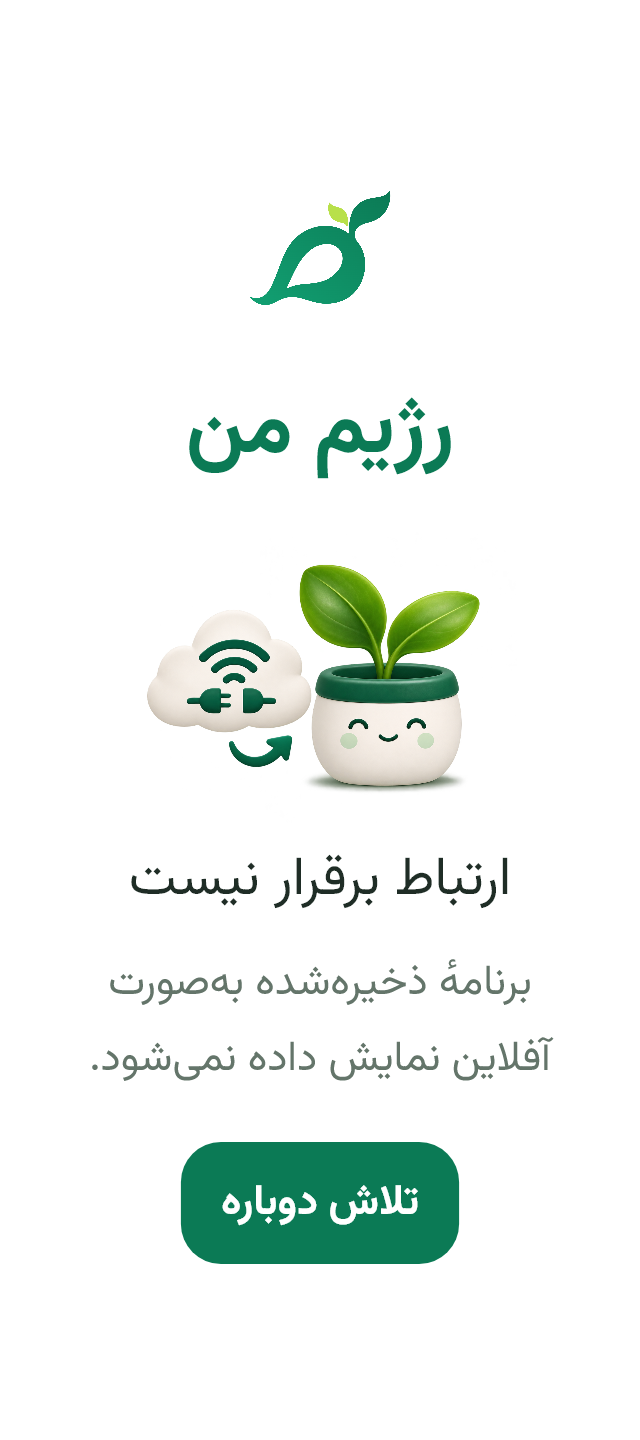 رژیم من
ارتباط برقرار نیست
برنامهٔ ذخیره‌شده به‌صورت
آفلاین نمایش داده نمی‌شود.
تلاش دوباره